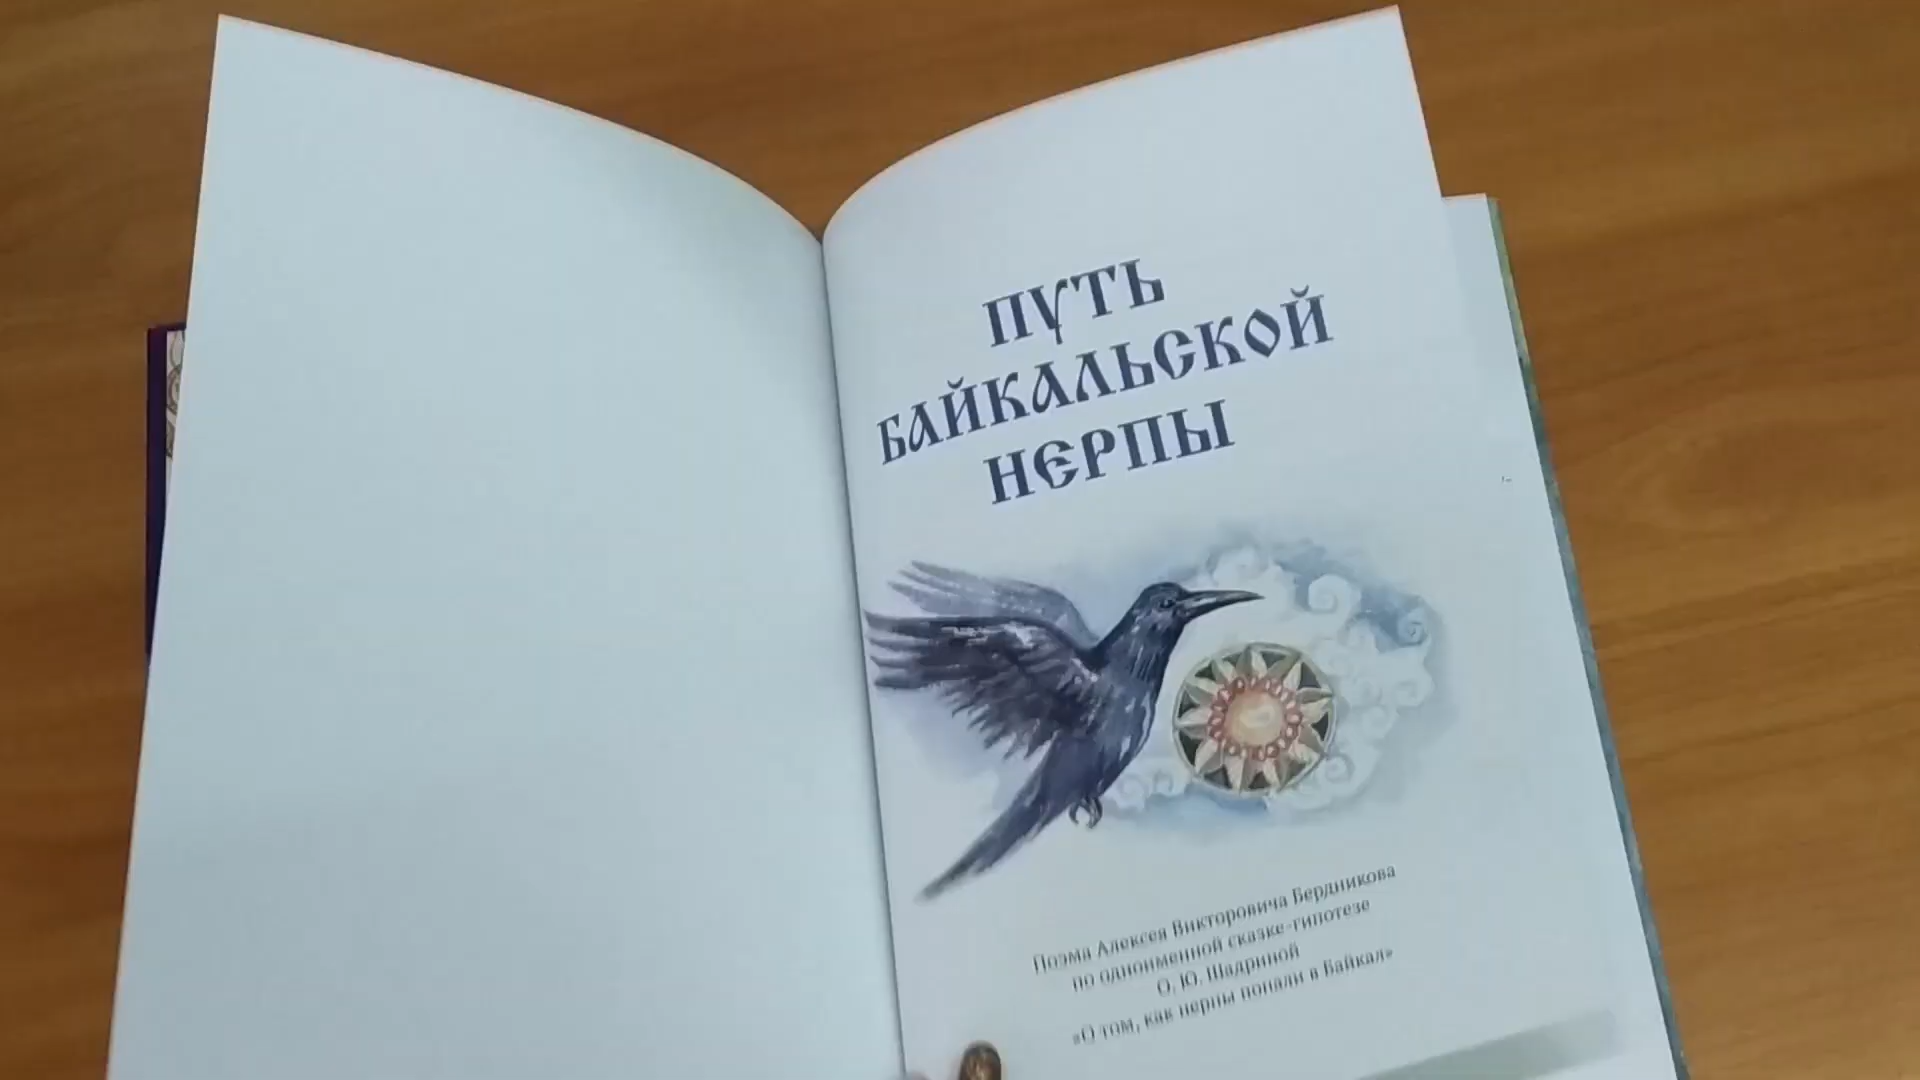 ПУТЬ
БАЙКАЛЬСКОЙ
НЕРПЫ
Поэма Алексея Викторовича Бердникова
по одноименной сказке-гипотезе
О. Ю. Шадриной
«О том, как нерпы попали в Байкал»